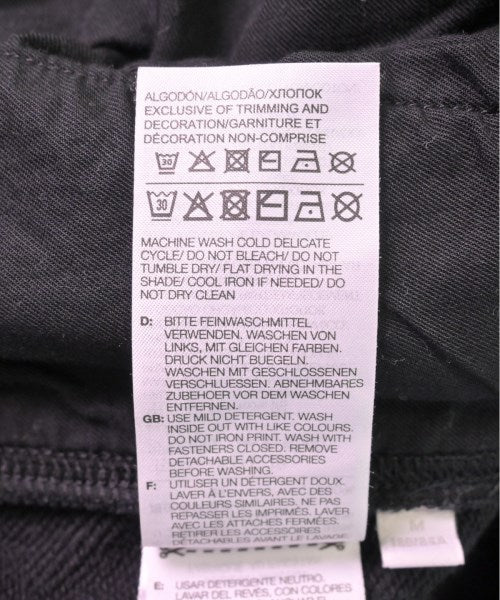 ALGODÓN/ALGODÃO/ХЛОПОК
EXCLUSIVE OF TRIMMING AND
DECORATION/GARNITURE ET
DÉCORATION NON-COMPRISE
30
30
MACHINE WASH COLD DELICATE
CYCLE/ DO NOT BLEACH/ DO NOT
TUMBLE DRY/ FLAT DRYING IN THE
SHADE/ COOL IRON IF NEEDED/ DO
NOT DRY CLEAN
D: BITTE FEINWASCHMITTEL
VERWENDEN. WASCHEN VON
LINKS, MIT GLEICHEN FARBEN.
DRUCK NICHT BUEGELN.
WASCHEN MIT GESCHLOSSENEN
VERSCHLUESSEN. ABNEHMBARES
ZUBEHOER VOR DEM WASCHEN
ENTFERNEN.
GB: USE MILD DETERGENT. WASH
INSIDE OUT WITH LIKE COLOURS.
DO NOT IRON PRINT. WASH WITH
FASTENERS CLOSED. REMOVE
DETACHABLE ACCESSORIES
BEFORE WASHING.
F: UTILISER UN DÉTERGENT DOUX.
LAVER À L'ENVERS, AVEC DES
COULEURS SIMILAIRES. NE PAS
REPASSER LES IMPRIMÉS. LAVER
AVEC LES ATTACHES FERMÉES.
RETIRER LES ACCESSOIRES
DÉTACHABLES AVANT LE LAVAGE.
E: USAR DETERGENTE NEUTRO.
LAVAR DEL REVÉS, CON COLORES
M